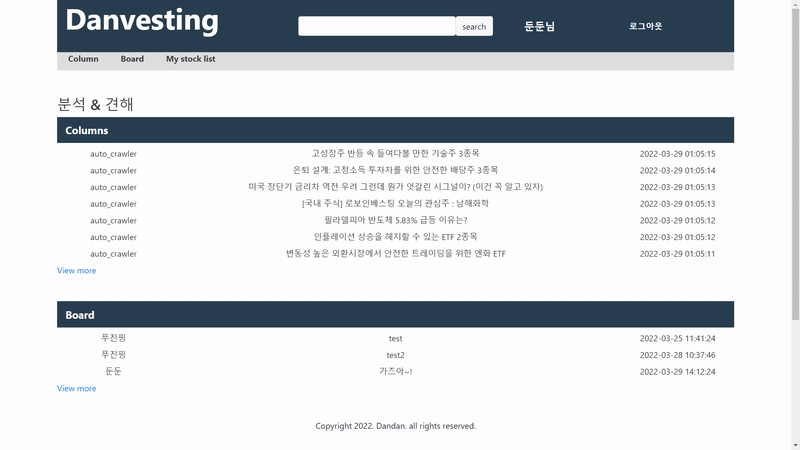 Danvesting
search 둔둔님 로그아웃
Column Board My stock list
분석 & 견해
Columns
auto_crawler 고성장주 반등 속 들여다볼 만한 기술주 3종목 2022-03-29 01:05:15
auto_crawler 은퇴 설계: 고정소득 투자자를 위한 안전한 배당주 3종목 2022-03-29 01:05:14
auto_crawler 미국 장단기 금리차 역전 우려 그런데 뭔가 엇갈린 시그널이? (이건 꼭 알고 있자) 2022-03-29 01:05:13
auto_crawler [국내 주식] 로보인베스팅 오늘의 관심주 : 남해화학 2022-03-29 01:05:13
auto_crawler 필라델피아 반도체 5.83% 급등 이유는? 2022-03-29 01:05:12
auto_crawler 인플레이션 상승을 헤지할 수 있는 ETF 2종목 2022-03-29 01:05:12
auto_crawler 변동성 높은 외환시장에서 안전한 트레이딩을 위한 엔화 ETF 2022-03-29 01:05:11
View more
Board
푸진핑 test 2022-03-25 11:41:24
푸진핑 test2 2022-03-28 10:37:46
둔둔 가즈아~! 2022-03-29 14:12:24
View more
Copyright 2022. Dandan. all rights reserved.